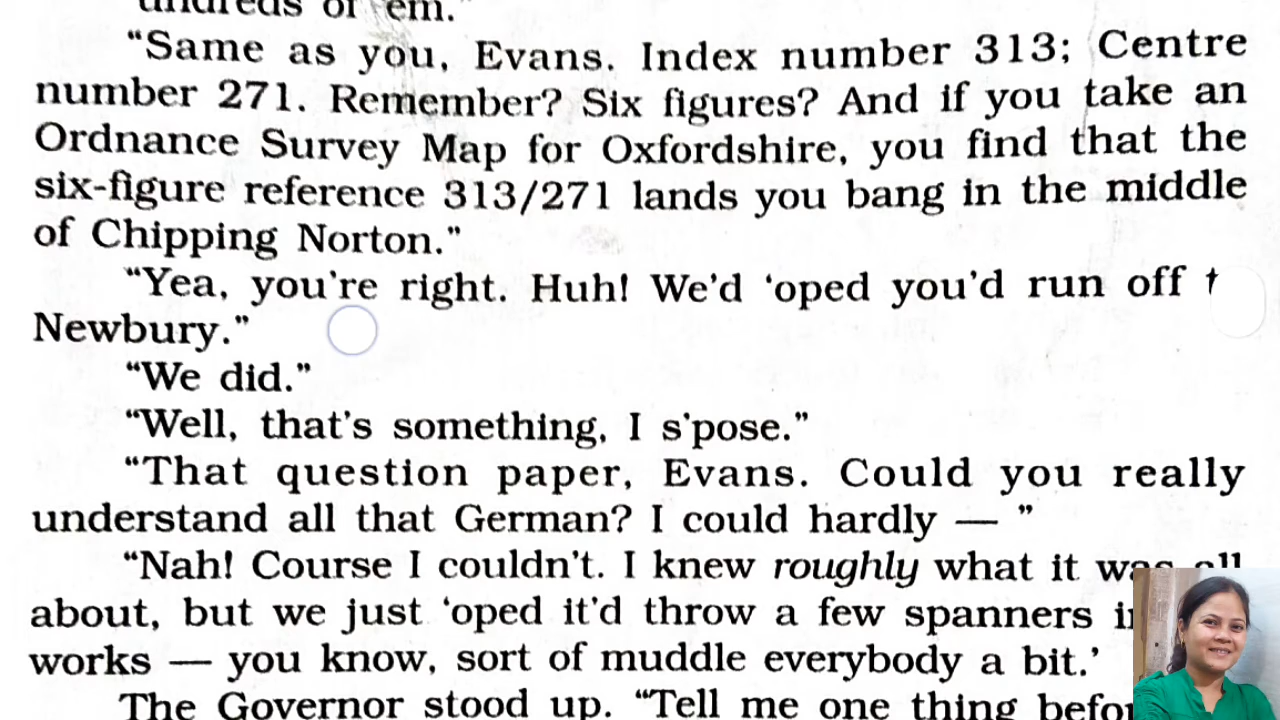 of 'em."
“Same as you, Evans. Index number 313; Centre
number 271. Remember? Six figures? And if you take an
Ordnance Survey Map for Oxfordshire, you find that the
six-figure reference 313/271 lands you bang in the middle
of Chipping Norton.”
“Yea, you’re right. Huh! We’d ‘oped you’d run off
Newbury.”
“We did.”
“Well, that’s something, I s’pose.”
“That question paper, Evans. Could you really
understand all that German? I could hardly — ”
“Nah! Course I couldn’t. I knew roughly what it was all
about, but we just ‘oped it’d throw a few spanners
works — you know, sort of muddle everybody a bit.’
The Governor stood up. “Tell me one thing